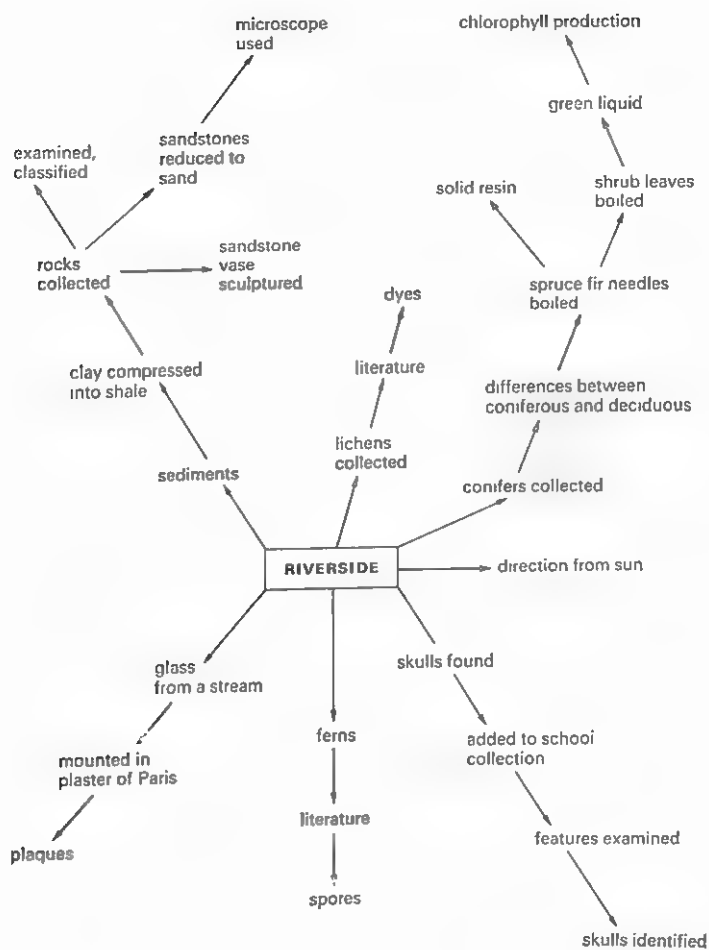 microscope
used
chlorophyll production
green liquid
examined,
classified
sandstones
reduced to
sand
solid resin
shrub leaves
boiled
rocks
collected
sandstone
vase
sculptured
spruce fir needles
boiled
dyes
clay compressed
into shale
literature
differences between
coniferous and deciduous
lichens
collected
sediments
conifers collected
RIVERSIDE
direction from sun
glass
from a stream
skulls found
mounted in
plaster of Paris
ferns
added to school
collection
plaques
literature
features examined
spores
skulls identified